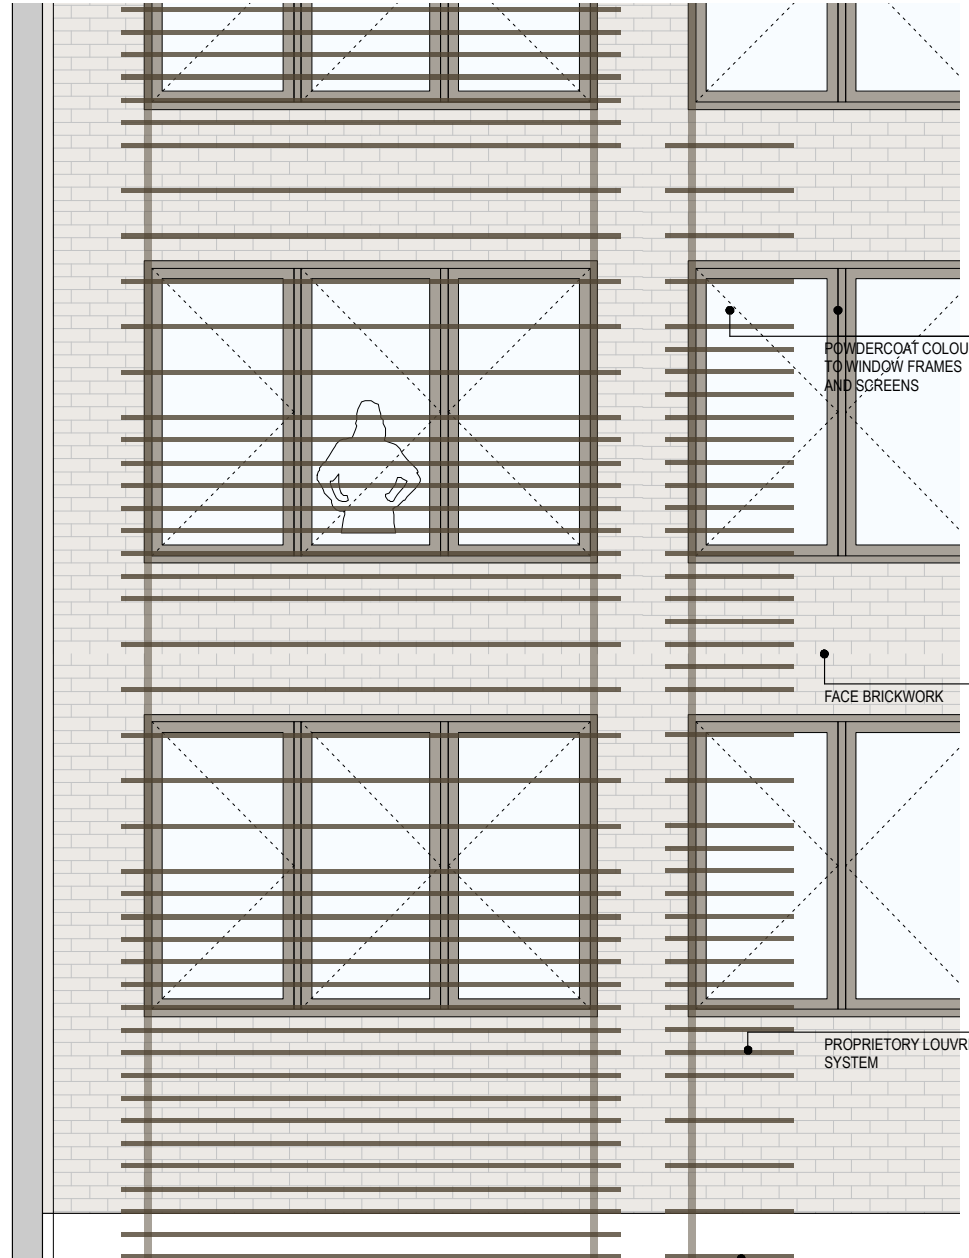 POWDERCOAT COLOU
TO WINDOW FRAMES
AND SCREENS
FACE BRICKWORK
PROPRIETORY LOUVR
SYSTEM